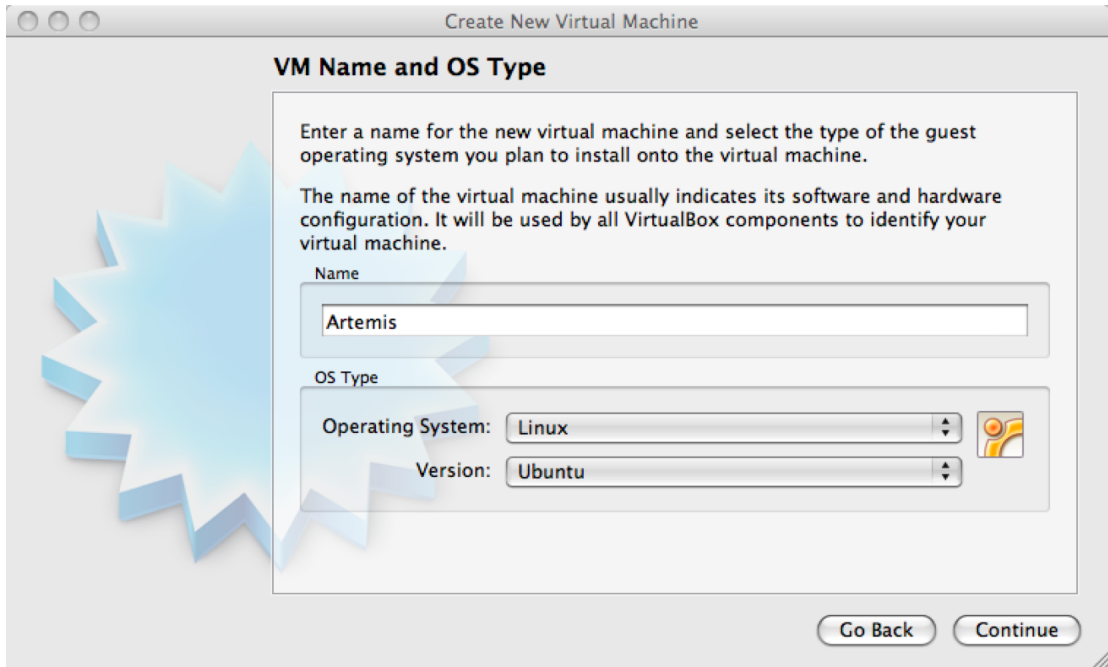 Create New Virtual Machine
VM Name and OS Type
Enter a name for the new virtual machine and select the type of the guest
operating system you plan to install onto the virtual machine.
The name of the virtual machine usually indicates its software and hardware
configuration. It will be used by all VirtualBox components to identify your
virtual machine.
Name
Artemis
OS Type
Operating System: Linux
Version: Ubuntu
Go Back Continue